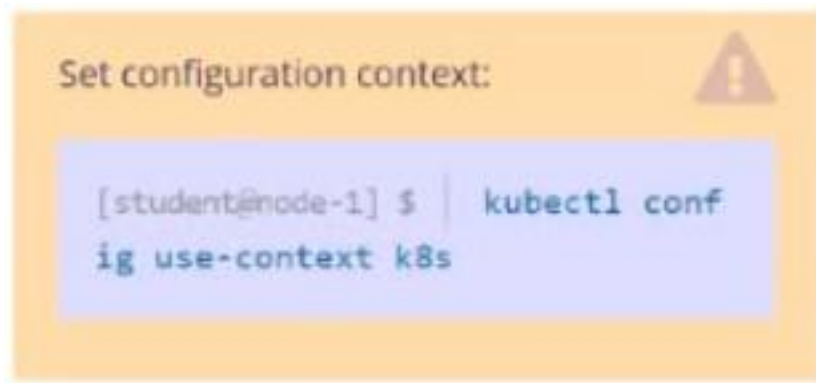 Set configuration context:
[student@node-1] $ | kubectl conf
ig use-context k8s